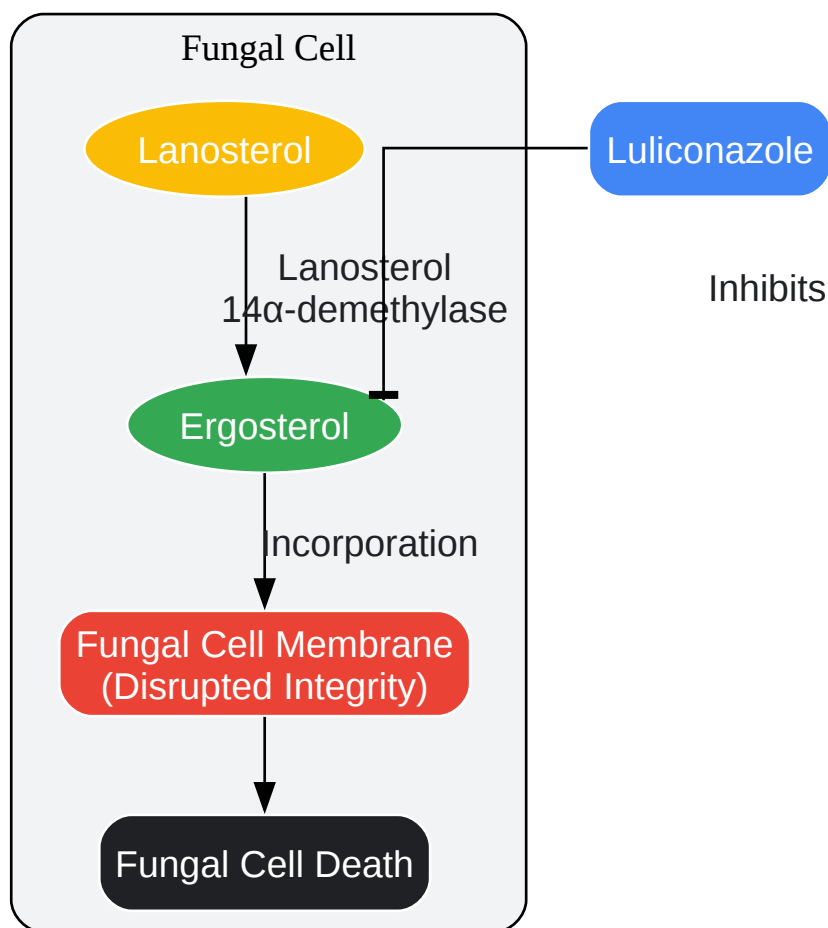 Fungal Cell
Lanosterol
Luliconazole
Lanosterol
14α-demethylase
Inhibits
Ergosterol
Incorporation
Fungal Cell Membrane
(Disrupted Integrity)
Fungal Cell Death